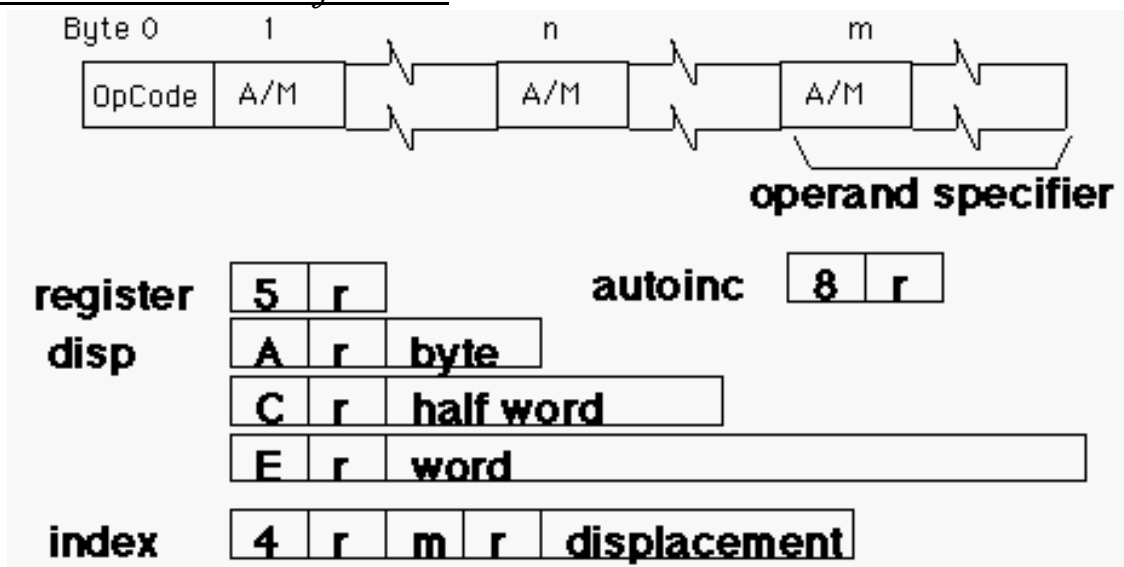 Byte 0 1 n m
OpCode A/M A/M A/M
operand specifier
register 5 r autoinc 8 r
disp A r byte
C r half word
E r word
index 4 r m r displacement